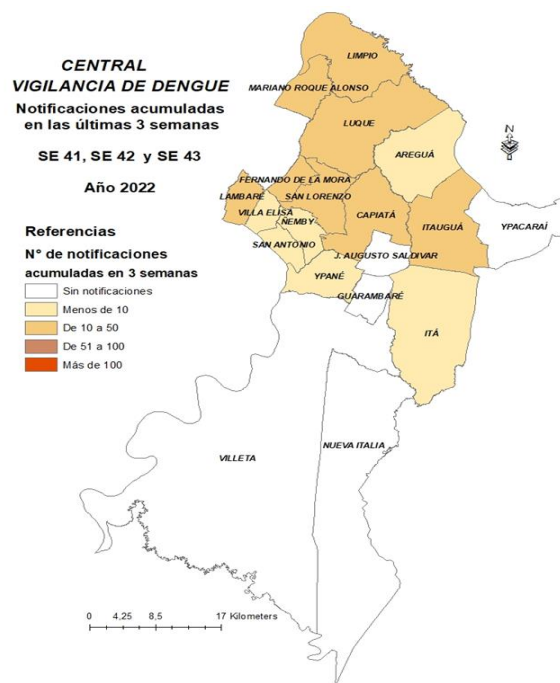 CENTRAL
VIGILANCIA DE DENGUE
Notificaciones acumuladas
en las últimas 3 semanas
SE 41, SE 42 y SE 43
Año 2022
Referencias
N° de notificaciones
acumuladas en 3 semanas
Sin notificaciones
Menos de 10
De 10 a 50
De 51 a 100
Más de 100
LIMPIO
MARIANO ROQUE ALONSO
LUQUE
N
AREGUÁ
FERNANDO DE LA MORA
LAMBARÉ
SAN LORENZO
VILLA ELISA
ÑEMBY
CAPIATÁ
ITAUGUÁ
YPACARAÍ
SAN ANTONIO
J. AUGUSTO SALDIVAR
YPANÉ
GUARAMBARÉ
ITÁ
NUEVA ITALIA
VILLETA
0 4,25 8,5 17 Kilometers